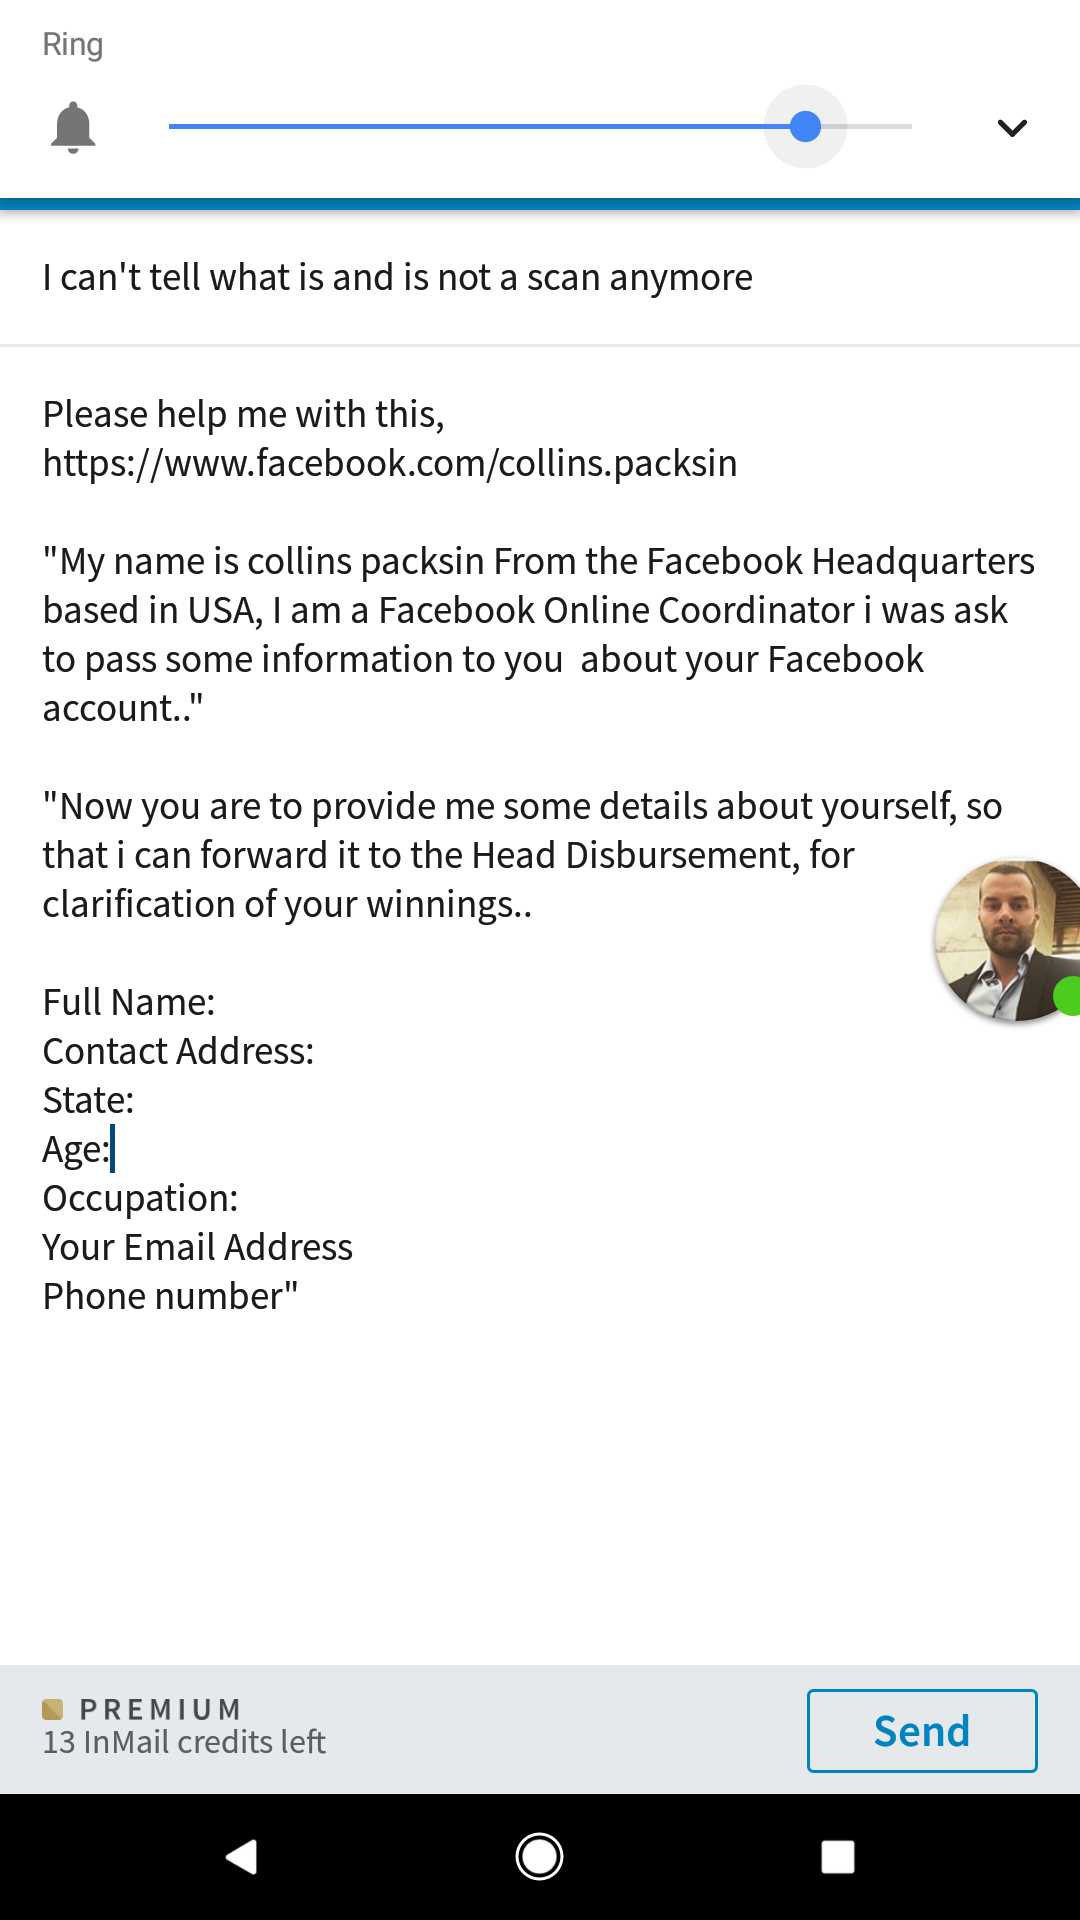 Ring
I can't tell what is and is not a scan anymore
Please help me with this,
https://www.facebook.com/collins.packsin
"My name is collins packsin From the Facebook Headquarters
based in USA, I am a Facebook Online Coordinator i was ask
to pass some information to you  about your Facebook
account.."
"Now you are to provide me some details about yourself, so
that i can forward it to the Head Disbursement, for
clarification of your winnings..
Full Name:
Contact Address:
State:
Age:
Occupation:
Your Email Address
Phone number"
PREMIUM
13 InMail credits left
Send